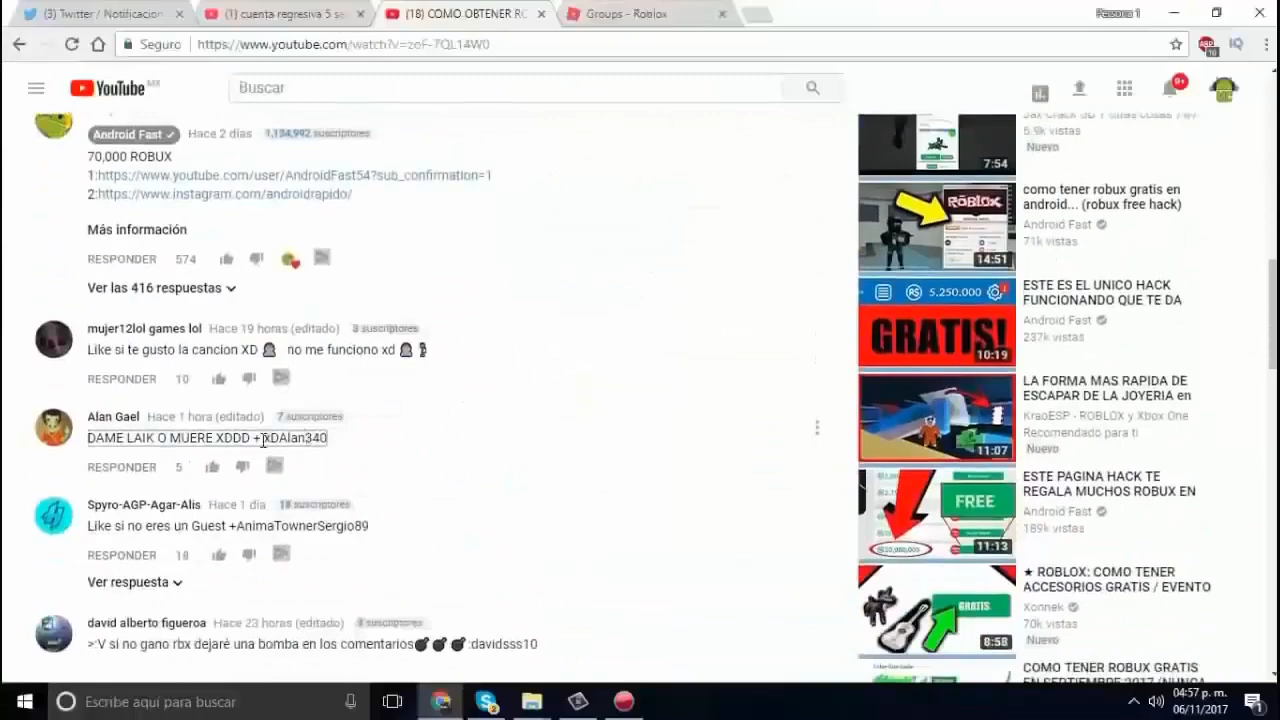 (3) Twitter / Notificacion
(1) cuenta regresiva 5 se
(18) COMO OBTENER RO
Groups - Roblox
Persona 1
Seguro
https://www.youtube.com/watch?v=
YouTube MX
Buscar
9+
Android Fast Hace 2 días 1,134,992 suscriptores
70,000 ROBUX
1:https://www.youtube.com/user/AndroidFast54?sub_confirmation=1
2:https://www.instagram.com/androidrapido/
Más información
RESPONDER 574
Ver las 416 respuestas
mujer12lol games lol Hace 19 horas (editado) 3 suscriptores
Like si te gusto la cancion XD no me funciono xd
RESPONDER 10
Alan Gael Hace 1 hora (editado) 7 suscriptores
DAME LAIK O MUERE XDDD +xDAlan340
RESPONDER 5
Spyro-AGP-Agar-Alis Hace 1 día 18 suscriptores
Like si no eres un Guest +AnimaTownerSergio89
RESPONDER 18
Ver respuesta
david alberto figueroa Hace 23 horas (editado) 8 suscriptores
>:V si no gano rbx dejaré una bomba en los comentarios💣💣💣:davidsss10
7:54
6.9k vistas
Nuevo
ROBLOX
14:51
como tener robux gratis en
android... (robux free hack)
Android Fast
71k vistas
R$ 5.250.000
GRATIS!
10:19
ESTE ES EL UNICO HACK
FUNCIONANDO QUE TE DA
Android Fast
237k vistas
11:07
LA FORMA MAS RAPIDA DE
ESCAPAR DE LA JOYERIA en
KraoESP - ROBLOX y Xbox One
Recomendado para ti
Nuevo
FREE
11:13
ESTE PAGINA HACK TE
REGALA MUCHOS ROBUX EN
Android Fast
189k vistas
GRATIS
8:58
★ ROBLOX: COMO TENER
ACCESORIOS GRATIS / EVENTO
Konnek
70k vistas
Nuevo
COMO TENER ROBUX GRATIS
EN SEPTIEMBRE 2017 (NUNCA
Escribe aquí para buscar
04:57 p. m.
06/11/2017